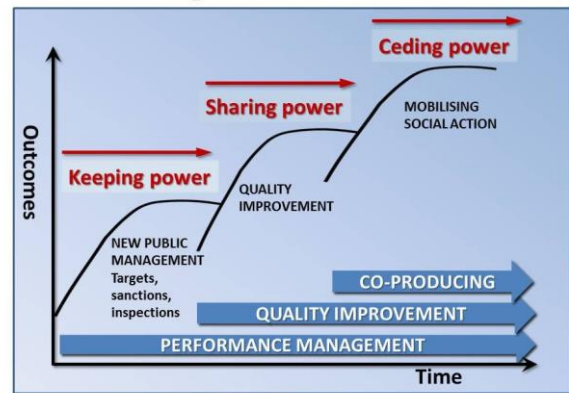 Ceding power
Sharing power
MOBILISING
SOCIAL ACTION
Keeping power
QUALITY
IMPROVEMENT
NEW PUBLIC
MANAGEMENT
Targets,
sanctions,
inspections
Outcomes
CO-PRODUCING
QUALITY IMPROVEMENT
PERFORMANCE MANAGEMENT
Time